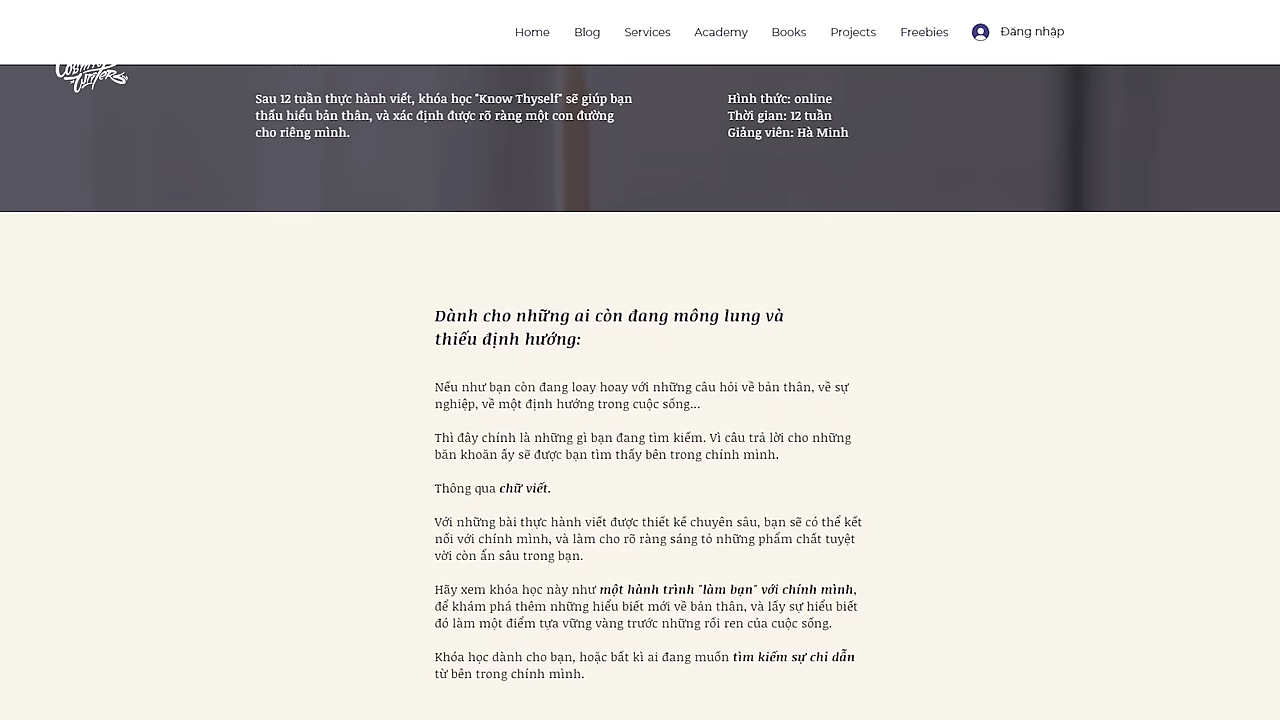 Home Blog Services Academy Books Projects Freebies Đăng nhập
Sau 12 tuần thực hành viết, khóa học "Know Thyself" sẽ giúp bạn
thấu hiểu bản thân, và xác định được rõ ràng một con đường
cho riêng mình.
Hình thức: online
Thời gian: 12 tuần
Giảng viên: Hà Minh
Dành cho những ai còn đang mông lung và
thiếu định hướng:
Nếu như bạn còn đang loay hoay với những câu hỏi về bản thân, về sự
nghiệp, về một định hướng trong cuộc sống...
Thì đây chính là những gì bạn đang tìm kiếm. Vì câu trả lời cho những
băn khoăn ấy sẽ được bạn tìm thấy bên trong chính mình.
Thông qua chữ viết.
Với những bài thực hành viết được thiết kế chuyên sâu, bạn sẽ có thể kết
nối với chính mình, và làm cho rõ ràng sáng tỏ những phẩm chất tuyệt
vời còn ẩn sâu trong bạn.
Hãy xem khóa học này như một hành trình "làm bạn" với chính mình,
để khám phá thêm những hiểu biết mới về bản thân, và lấy sự hiểu biết
đó làm một điểm tựa vững vàng trước những rối ren của cuộc sống.
Khóa học dành cho bạn, hoặc bất kì ai đang muốn tìm kiếm sự chỉ dẫn
từ bên trong chính mình.